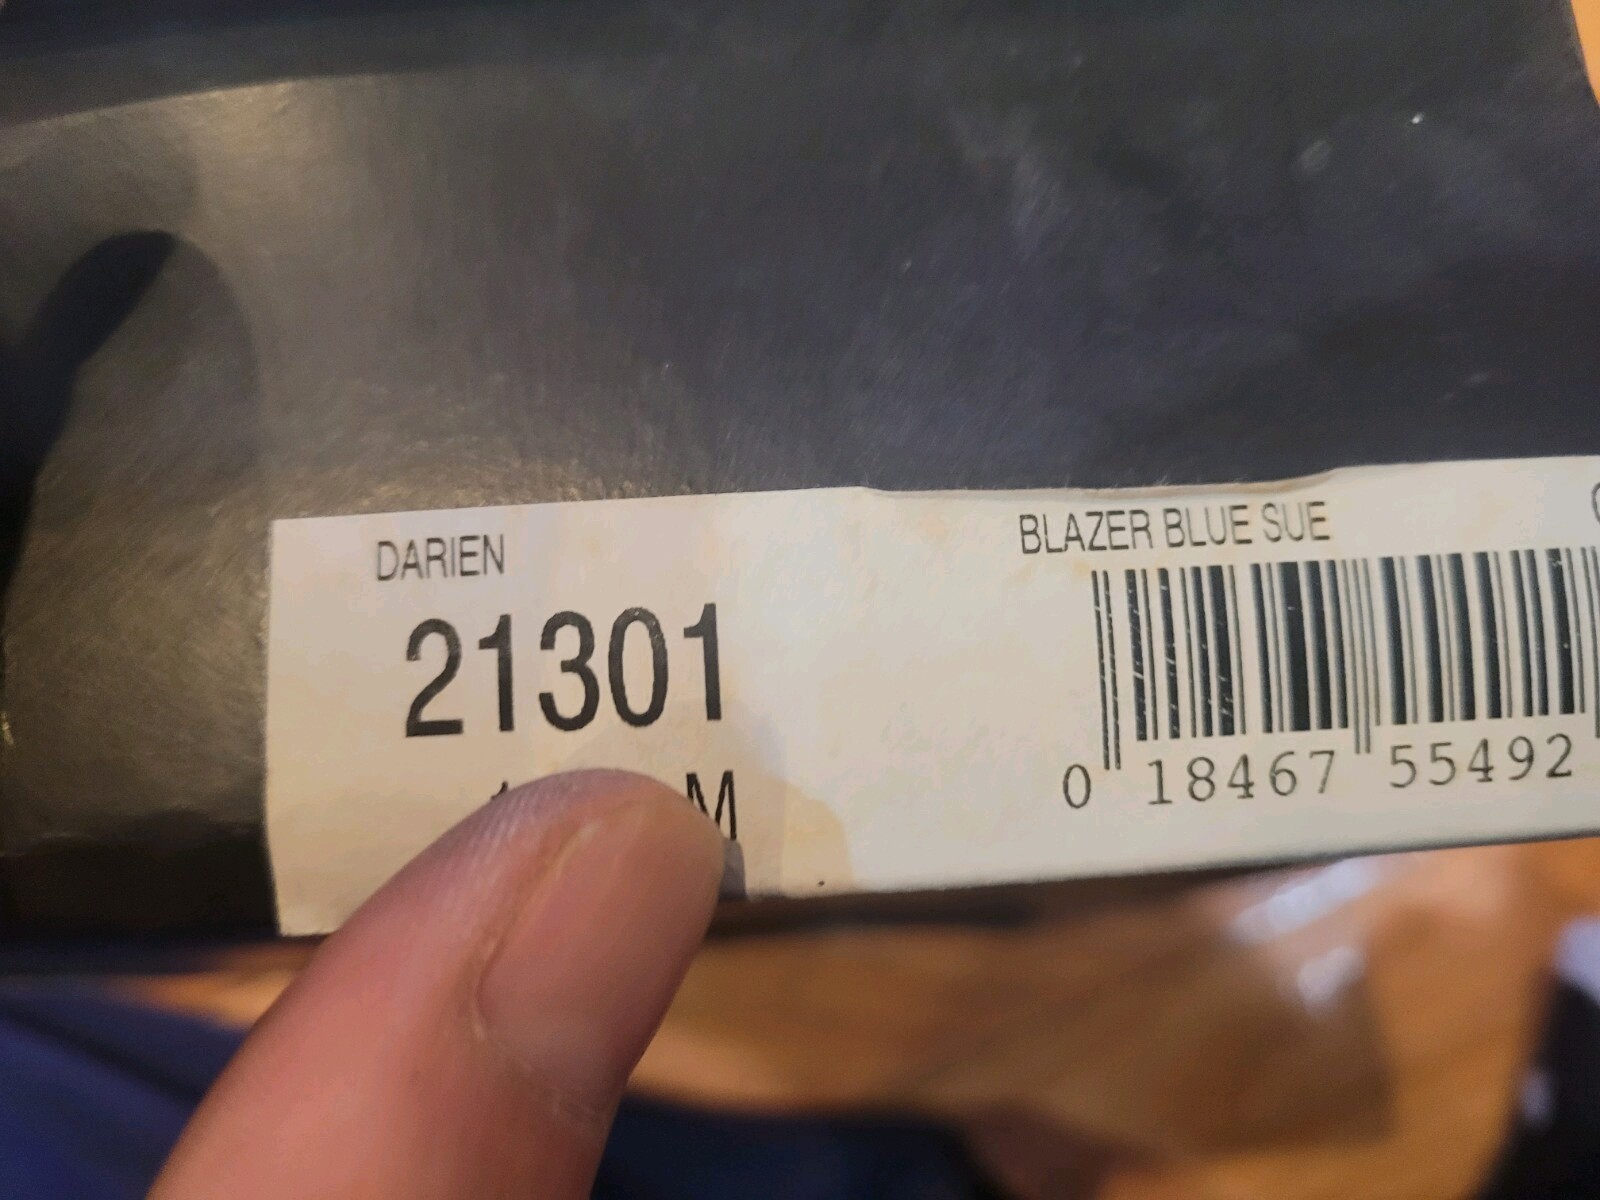 DARIEN
21301
M
BLAZER BLUE SUE
0 18467 55492